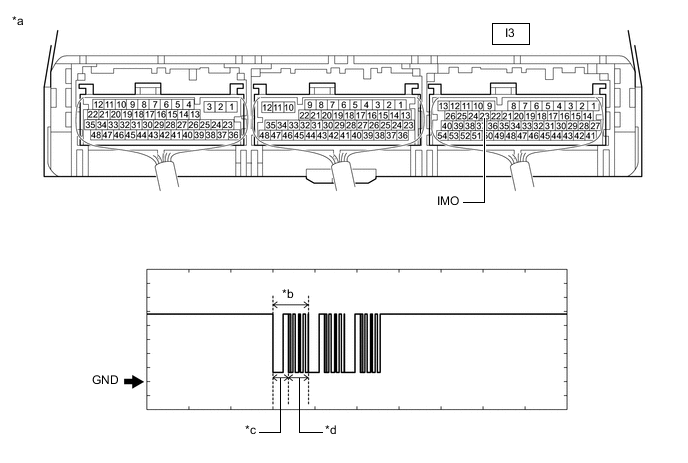 *a
I3
12 11 10 9 8 7 6 5 4 3 2 1
22 21 20 19 18 17 16 15 14 13
35 34 33 32 31 30 29 28 27 26 25 24 23
48 47 46 45 44 43 42 41 40 39 38 37 36
12 11 10 9 8 7 6 5 4 3 2 1
22 21 20 19 18 17 16 15 14 13
35 34 33 32 31 30 29 28 27 26 25 24 23
48 47 46 45 44 43 42 41 40 39 38 37 36
13 12 11 10 9 8 7 6 5 4 3 2 1
26 25 24 23 22 21 20 19 18 17 16 15 14
40 39 38 35 34 33 32 31 30 29 28 27
54 53 52 51 49 48 47 46 45 44 43 42 41
IMO
*b
GND
*c
*d